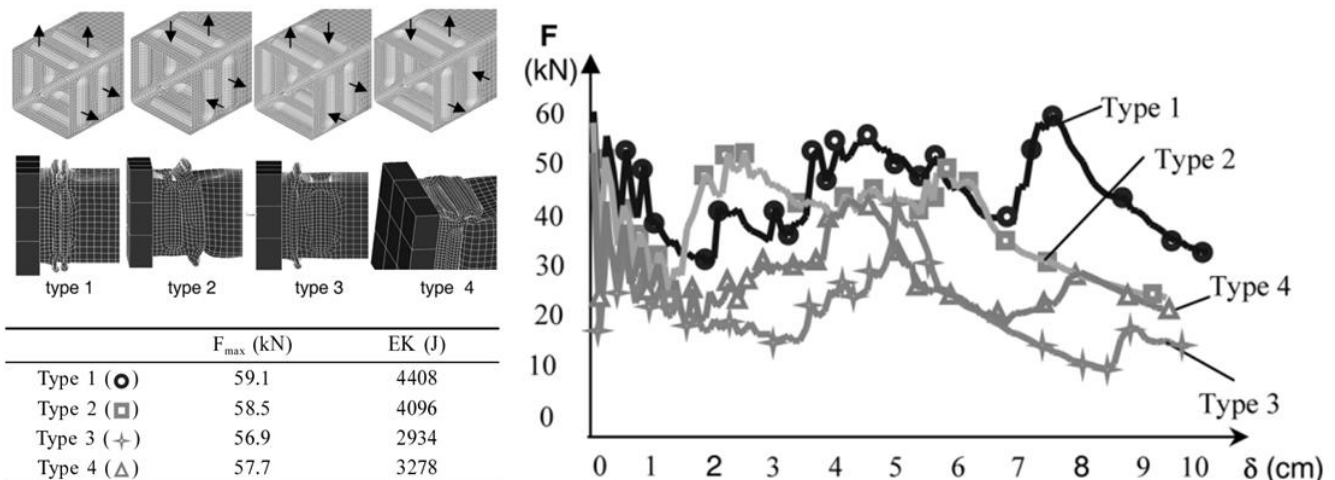 type 1 type 2 type 3 type 4
F_max (kN) EK (J)
Type 1 ( ) 59.1 4408
Type 2 ( ) 58.5 4096
Type 3 ( ) 56.9 2934
Type 4 ( ) 57.7 3278
F
(kN)
60
50
40
30
20
10
0
Type 1
Type 2
Type 4
Type 3
0 1 2 3 4 5 6 7 8 9 10 δ (cm)